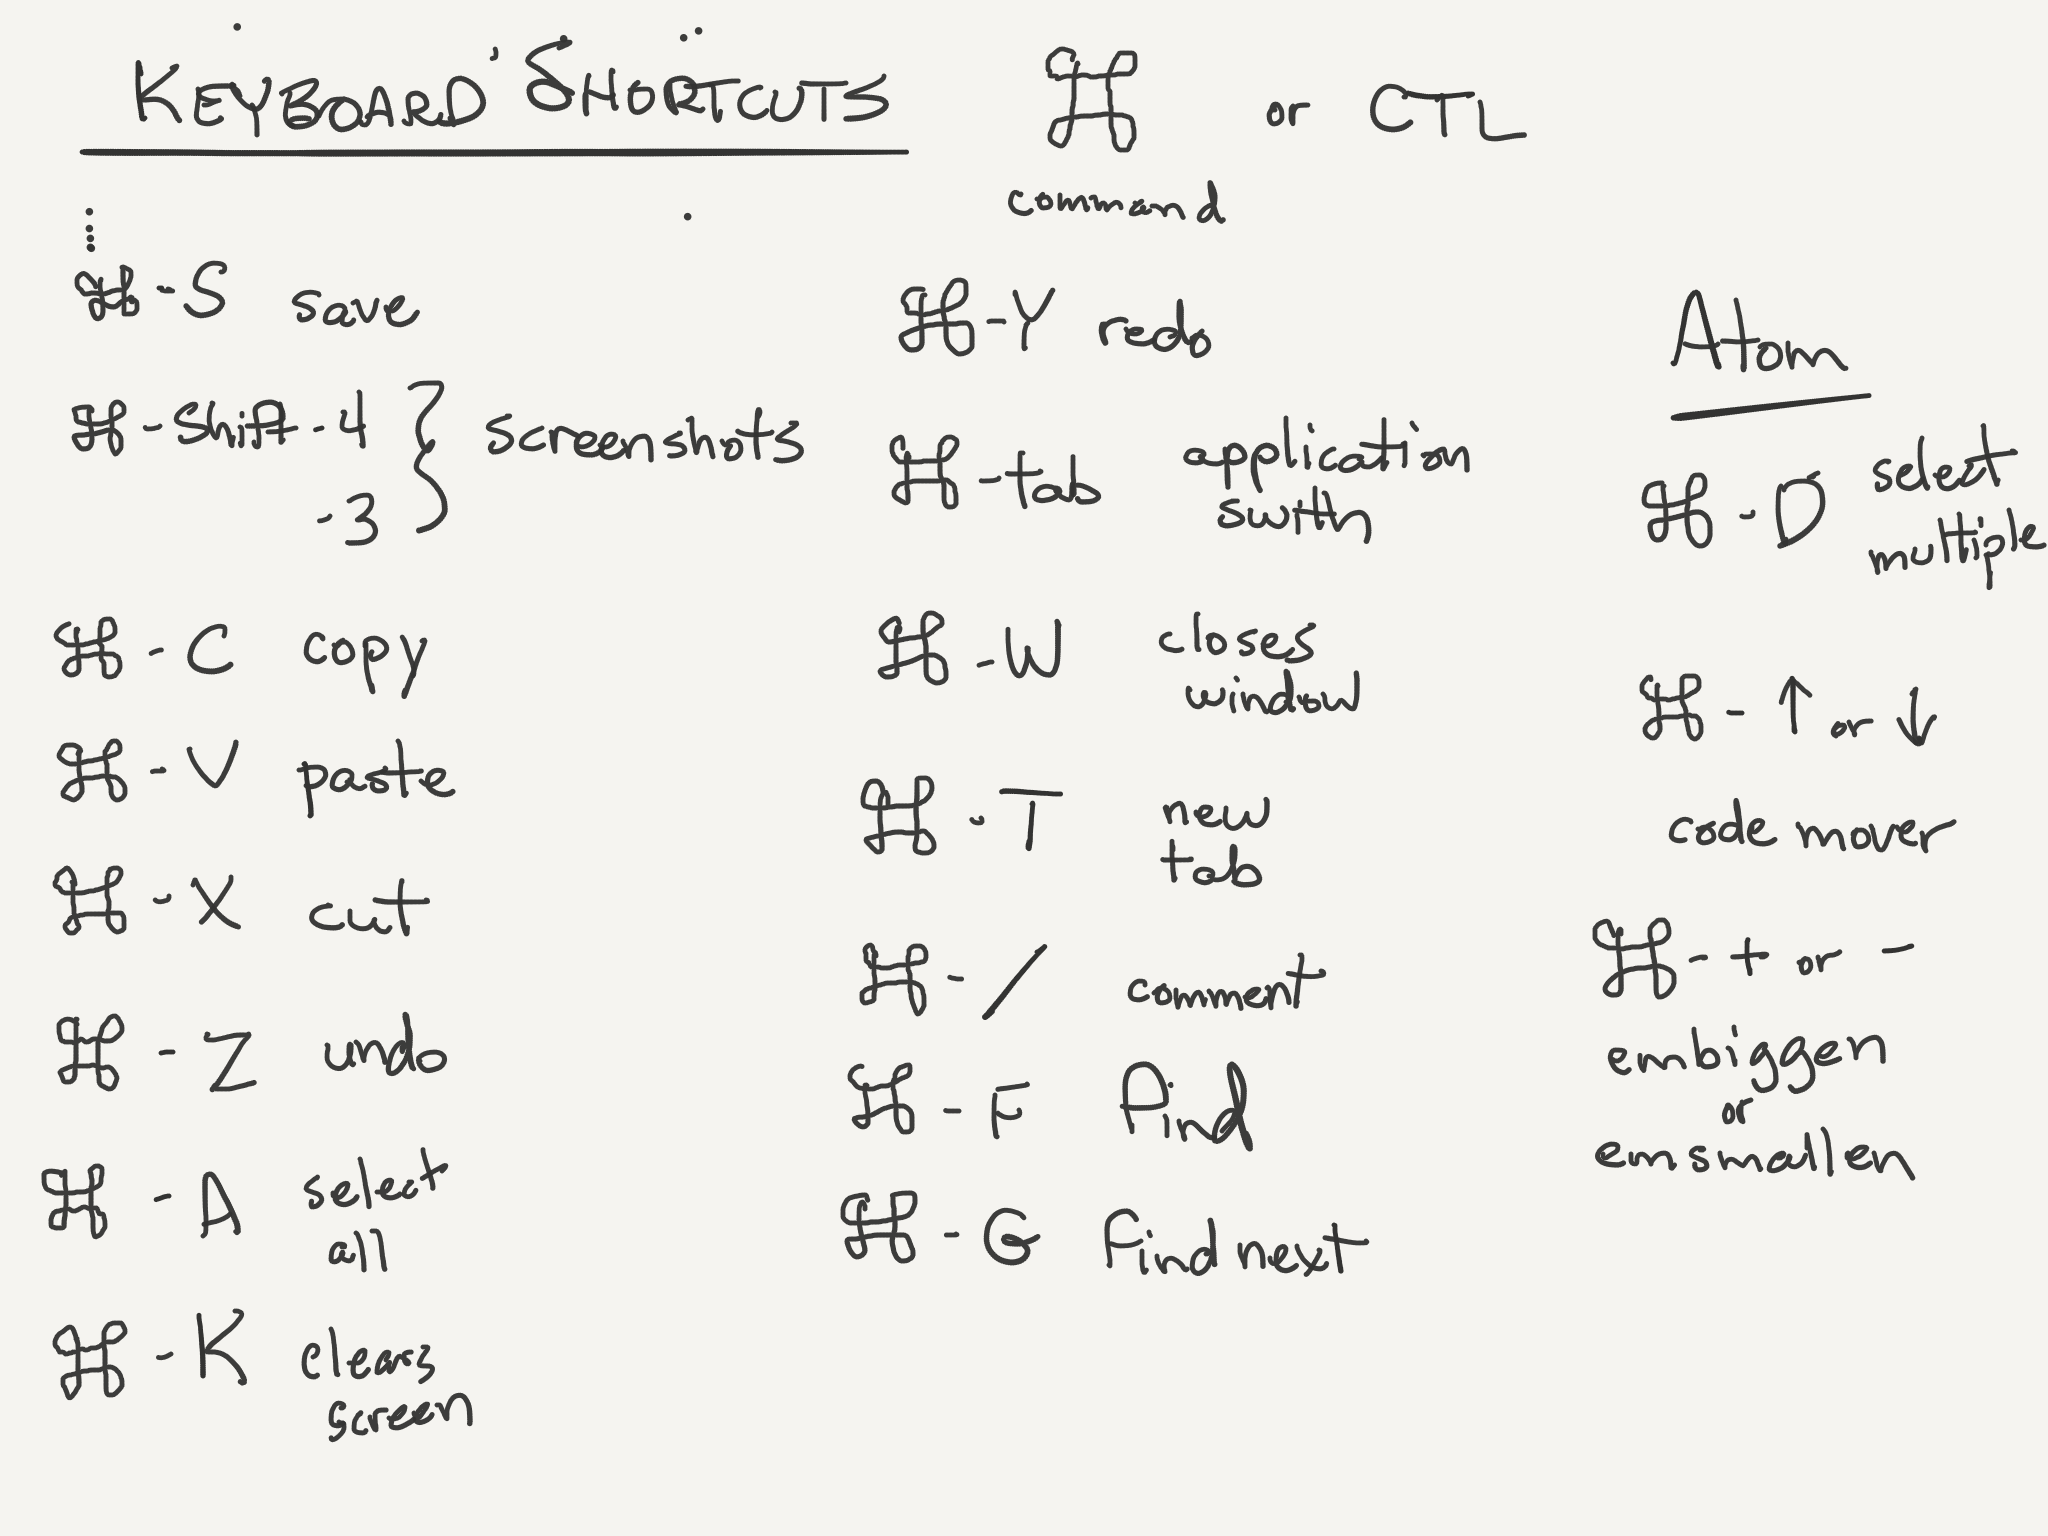 KEYBOARD SHORTCUTS
⌘ or CTL
command
⌘-S save
⌘-Shift-4 } screenshots
-3
⌘-C copy
⌘-V paste
⌘-X cut
⌘-Z undo
⌘-A select
all
⌘-K clears
screen
⌘-Y redo
⌘-tab application
swith
⌘-W closes
window
⌘-T new
tab
⌘-/ comment
⌘-F Find
⌘-G Find next
Atom
⌘-D select
multiple
⌘-↑ or ↓
code mover
⌘-+ or -
embiggen
or
emsmallen